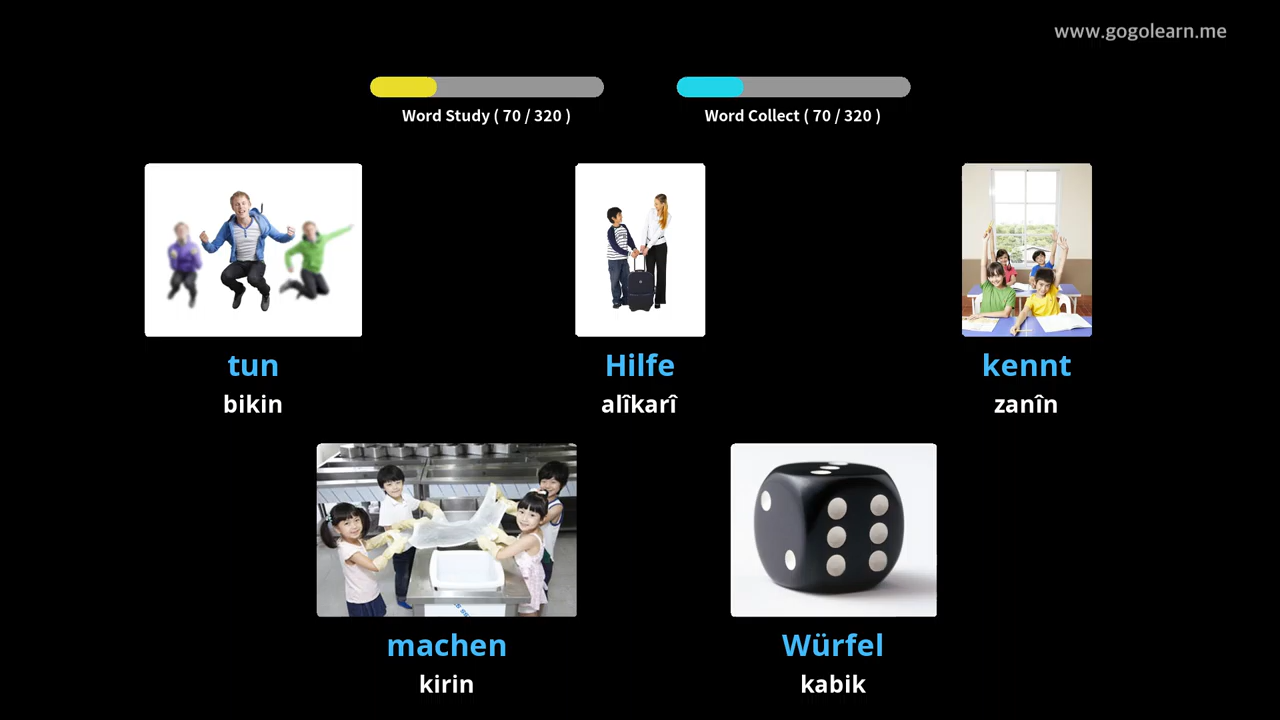 www.gogolearn.me
Word Study ( 70 / 320 )
Word Collect ( 70 / 320 )
tun
bikin
Hilfe
alîkarî
kennt
zanîn
machen
kirin
Würfel
kabik